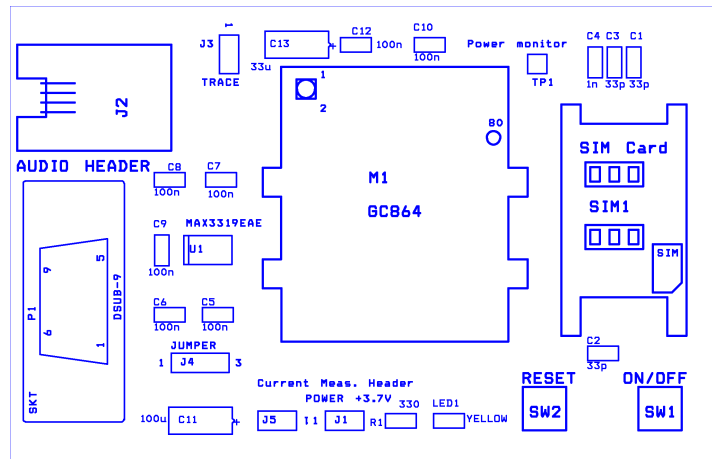 1
J3
TRACE
C13
33u
C12
100n
C10
100n
Power monitor
TP1
C4 C3 C1
1n 33p 33p
J2
AUDIO HEADER
1
2
80
M1
GC864
SIM Card
SIM1
SIM
C8
100n
C7
100n
C9
100n
MAX3319EAE
U1
C6
100n
C5
100n
P1
9
6
5
1
DSUB-9
SKT
JUMPER
1 J4 3
Current Meas. Header
POWER +3.7V
100u C11 +
J5
J1
R1
330
LED1
YELLOW
C2
33p
RESET
SW2
ON/OFF
SW1